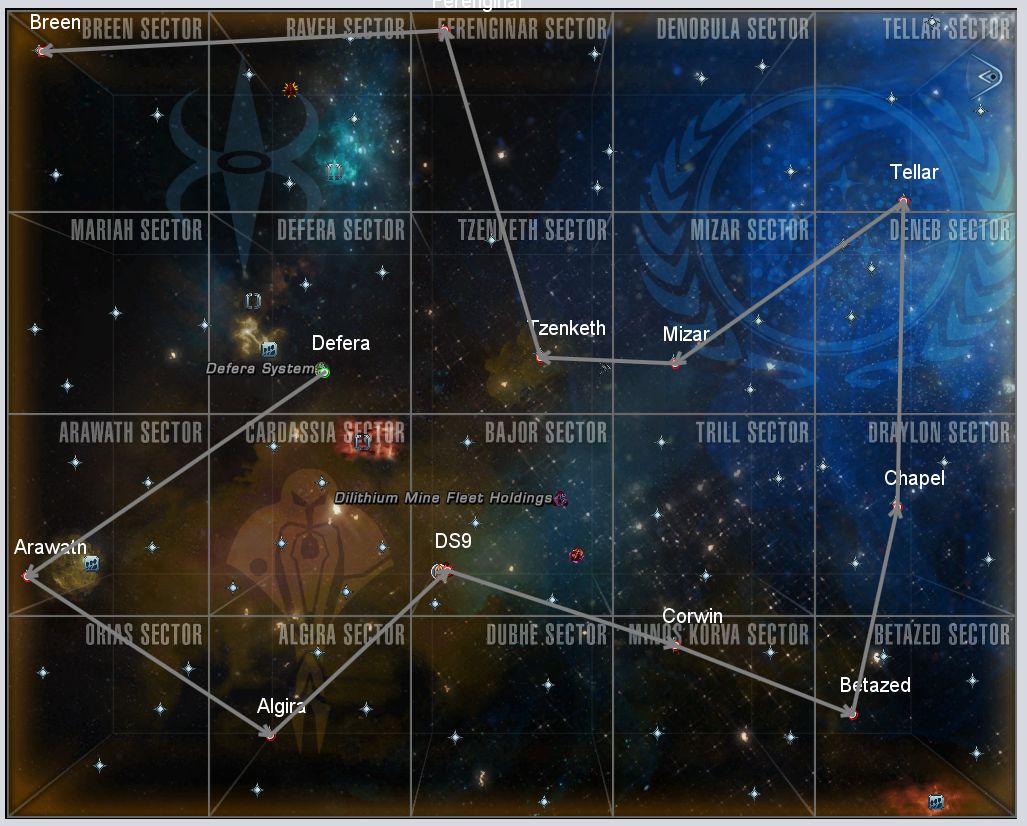 Ferenginar
Breen
BREEN SECTOR
RAVEH SECTOR
FERENGINAR SECTOR
DENOBULA SECTOR
TELLAR SECTOR
Tellar
MARIAH SECTOR
DEFERA SECTOR
TZENKETH SECTOR
MIZAR SECTOR
DENEB SECTOR
Defera
Tzenketh
Mizar
Defera System
ARAWATH SECTOR
CARDASSIA SECTOR
BAJOR SECTOR
TRILL SECTOR
DRAYLON SECTOR
Chapel
Dilithium Mine Fleet Holdings
Arawath
DS9
Corwin
ORIAS SECTOR
ALGIRA SECTOR
DUBHE SECTOR
MINOS KORVA SECTOR
BETAZED SECTOR
Betazed
Algira